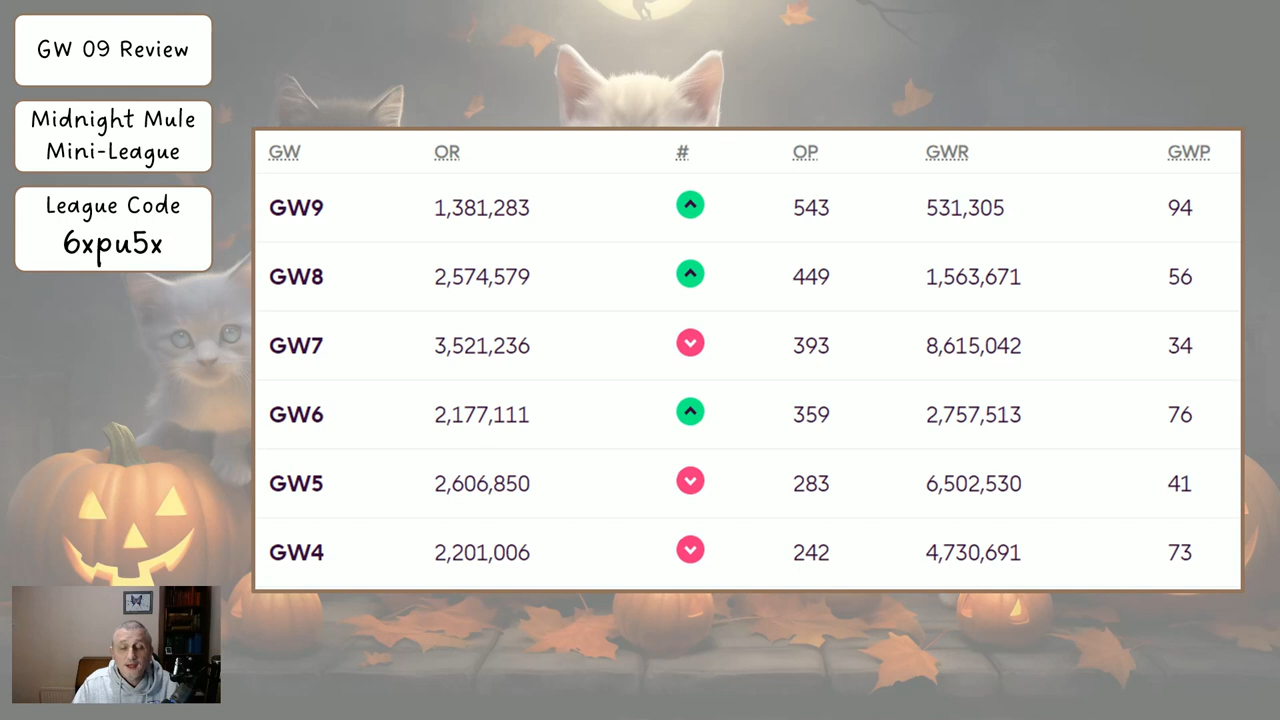 GW 09 Review
Midnight Mule
Mini-League
League Code
6xpu5x
GW OR # OP GWR GWP
GW9 1,381,283 543 531,305 94
GW8 2,574,579 449 1,563,671 56
GW7 3,521,236 393 8,615,042 34
GW6 2,177,111 359 2,757,513 76
GW5 2,606,850 283 6,502,530 41
GW4 2,201,006 242 4,730,691 73